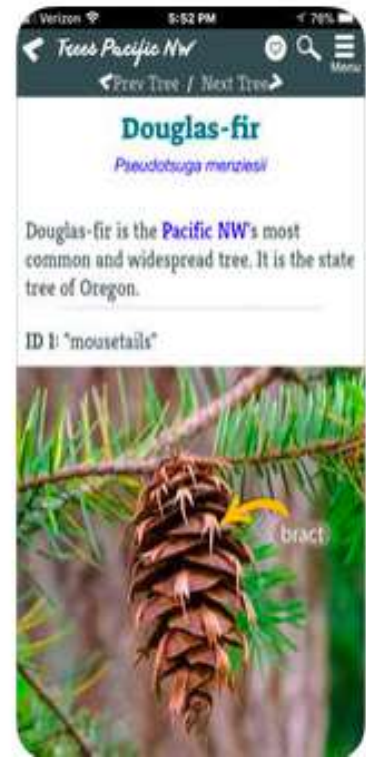 Verizon 5:52 PM 76%
Trees Pacific NW
Menu
Prev Tree / Next Tree
Douglas-fir
Pseudotsuga menziesii
Douglas-fir is the Pacific NW's most
common and widespread tree. It is the state
tree of Oregon.
ID 1: "mousetails"
bract